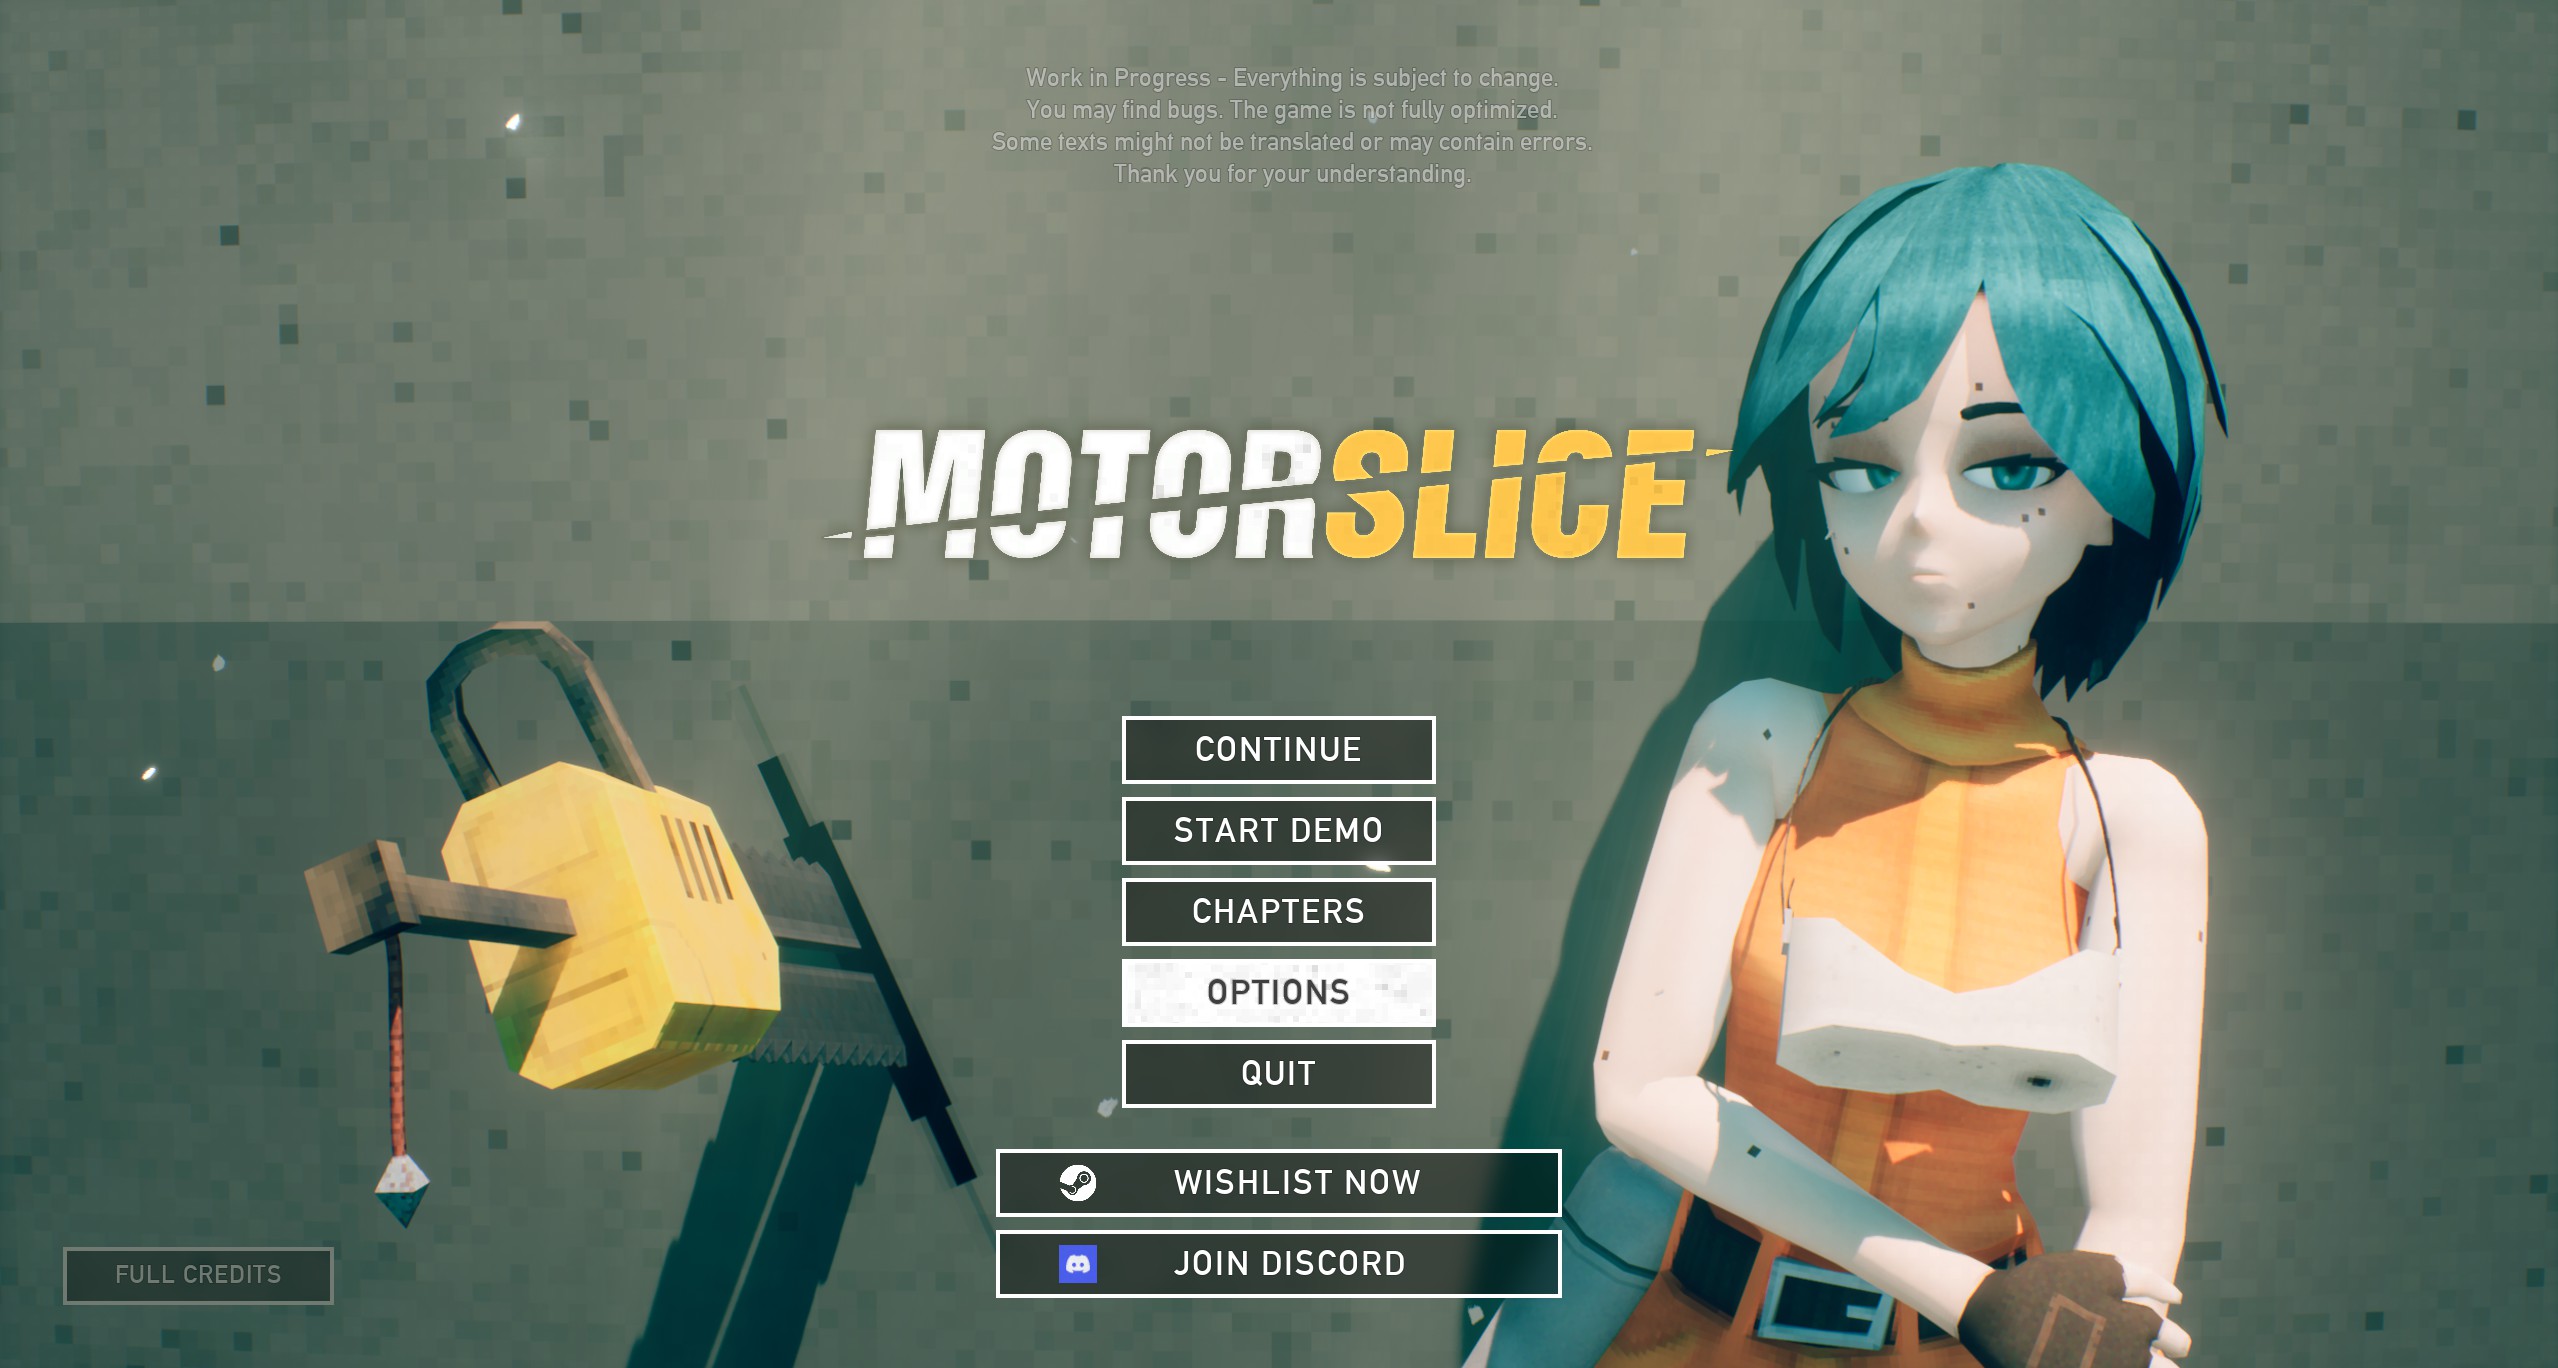 Work in Progress - Everything is subject to change.
You may find bugs. The game is not fully optimized.
Some texts might not be translated or may contain errors.
Thank you for your understanding.
MOTORSLICE
CONTINUE
START DEMO
CHAPTERS
OPTIONS
QUIT
WISHLIST NOW
JOIN DISCORD
FULL CREDITS